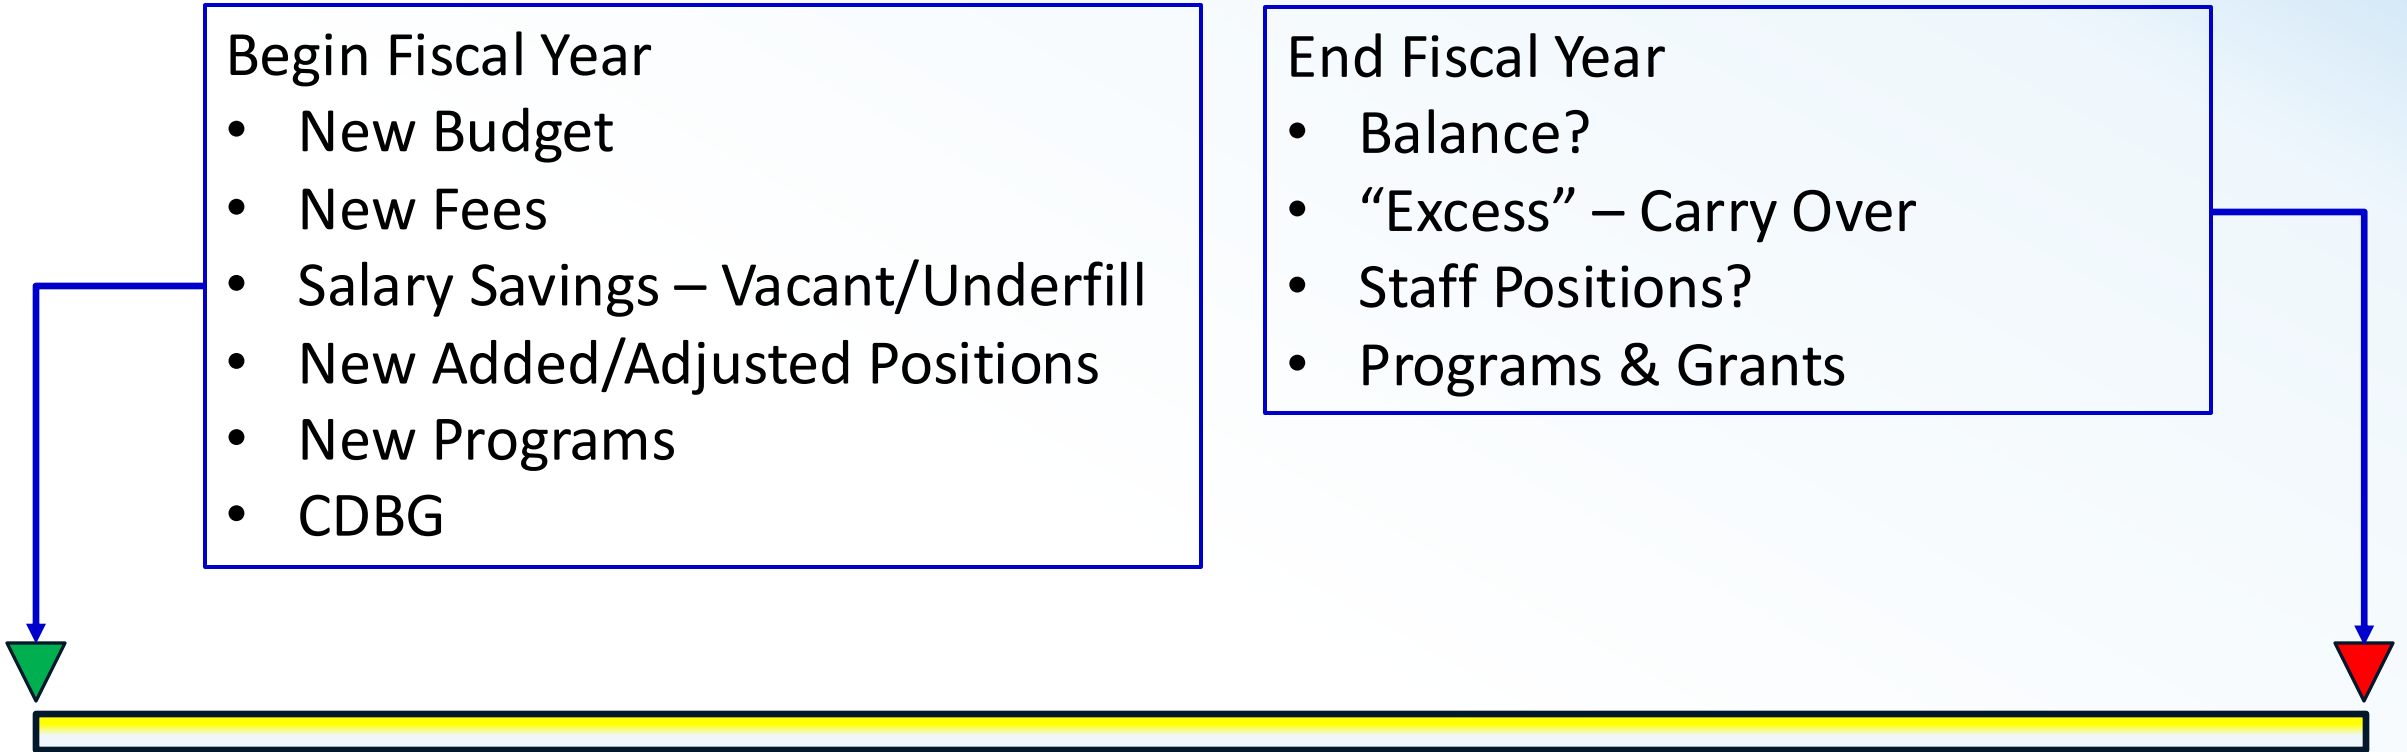 Begin Fiscal Year
• New Budget
• New Fees
• Salary Savings – Vacant/Underfill
• New Added/Adjusted Positions
• New Programs
• CDBG
End Fiscal Year
• Balance?
• “Excess” – Carry Over
• Staff Positions?
• Programs & Grants